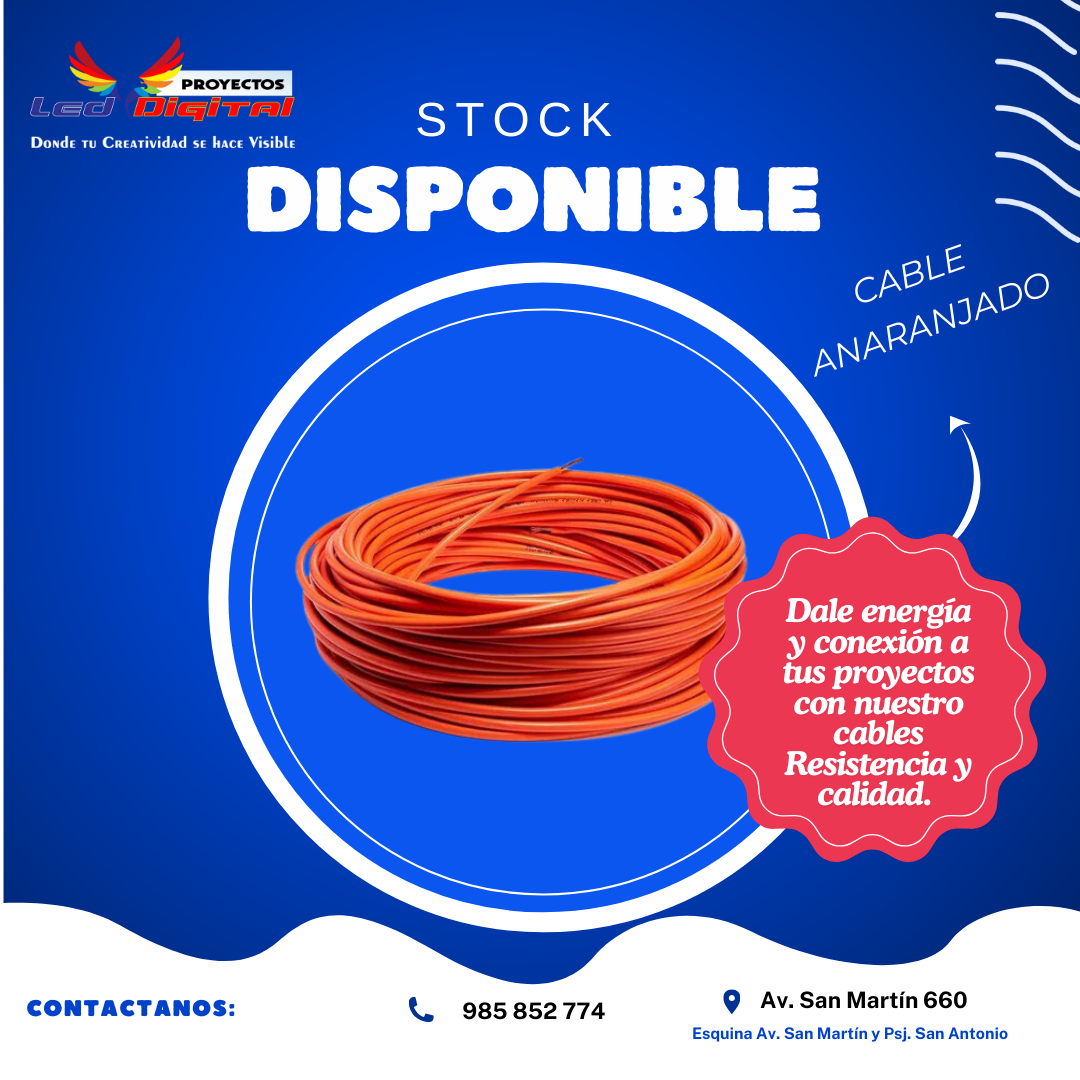 PROYECTOS
Led Digital
Donde tu Creatividad se hace Visible
STOCK
DISPONIBLE
CABLE
ANARANJADO
Dale energía
y conexión a
tus proyectos
con nuestro
cables
Resistencia y
calidad.
CONTACTANOS:
985 852 774
Av. San Martín 660
Esquina Av. San Martín y Psj. San Antonio